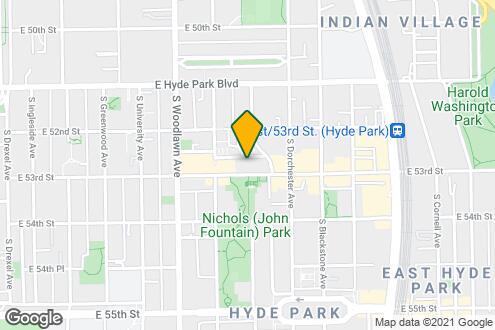 E 50th St
E 50th St
INDIAN VILLAGE
E Hyde Park Blvd
S Drexel Ave
S Ingleside Ave
S Greenwood Ave
S University Ave
S Woodlawn Ave
E 52nd St
st/53rd St. (Hyde Park)
Harold
Washington
Park
E 53rd St
E 53rd St
S Dorchester Ave
S Blackstone Ave
S Cornell Ave
E 54th St
E 54th St
Nichols (John
Fountain) Park
S Drexel Ave
E 54th Pl
EAST HYDE
PARK
E 55th St
HYDE PARK
E 55th St
Google
Map data ©2021 Google